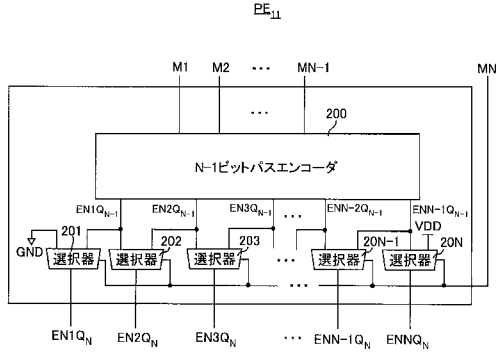 PE11
M1 M2 ··· MN-1 MN
···
200
N-1ビットパスエンコーダ
EN1QN-1 EN2QN-1 EN3QN-1 ··· ENN-2QN-1 ENN-1QN-1
VDD
201 202 203 20N-1 20N
GND
選択器 選択器 選択器 ··· 選択器 選択器
···
EN1QN EN2QN EN3QN ··· ENN-1QN ENNQN